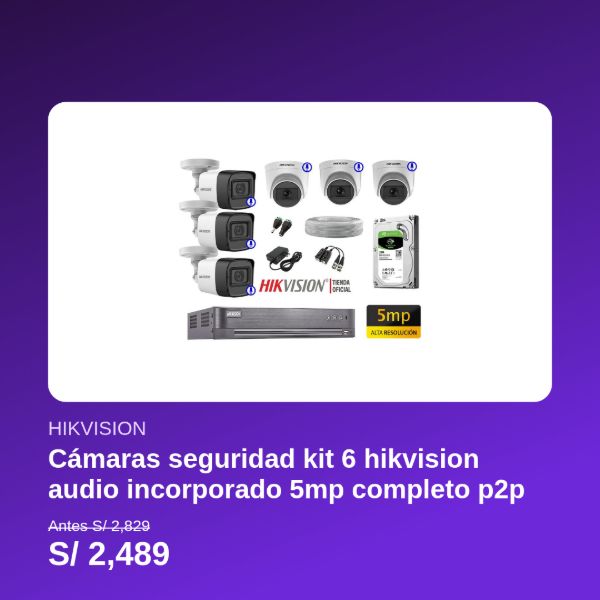 HIKVISION
TIENDA
OFICIAL
5mp
ALTA RESOLUCIÓN
HIKVISION
Cámaras seguridad kit 6 hikvision
audio incorporado 5mp completo p2p
Antes S/ 2,829
S/ 2,489